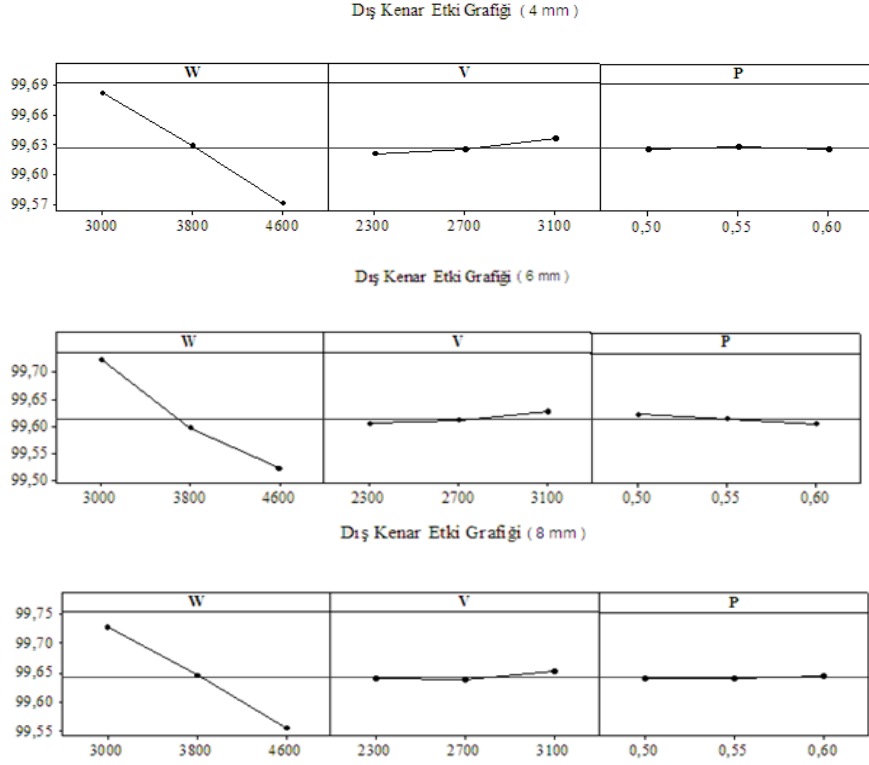 Dış Kenar Etki Grafiği ( 4 mm )
W V P
99,69
99,66
99,63
99,60
99,57
3000 3800 4600 2300 2700 3100 0,50 0,55 0,60
Dış Kenar Etki Grafiği ( 6 mm )
W V P
99,70
99,65
99,60
99,55
99,50
3000 3800 4600 2300 2700 3100 0,50 0,55 0,60
Dış Kenar Etki Grafiği ( 8 mm )
W V P
99,75
99,70
99,65
99,60
99,55
3000 3800 4600 2300 2700 3100 0,50 0,55 0,60